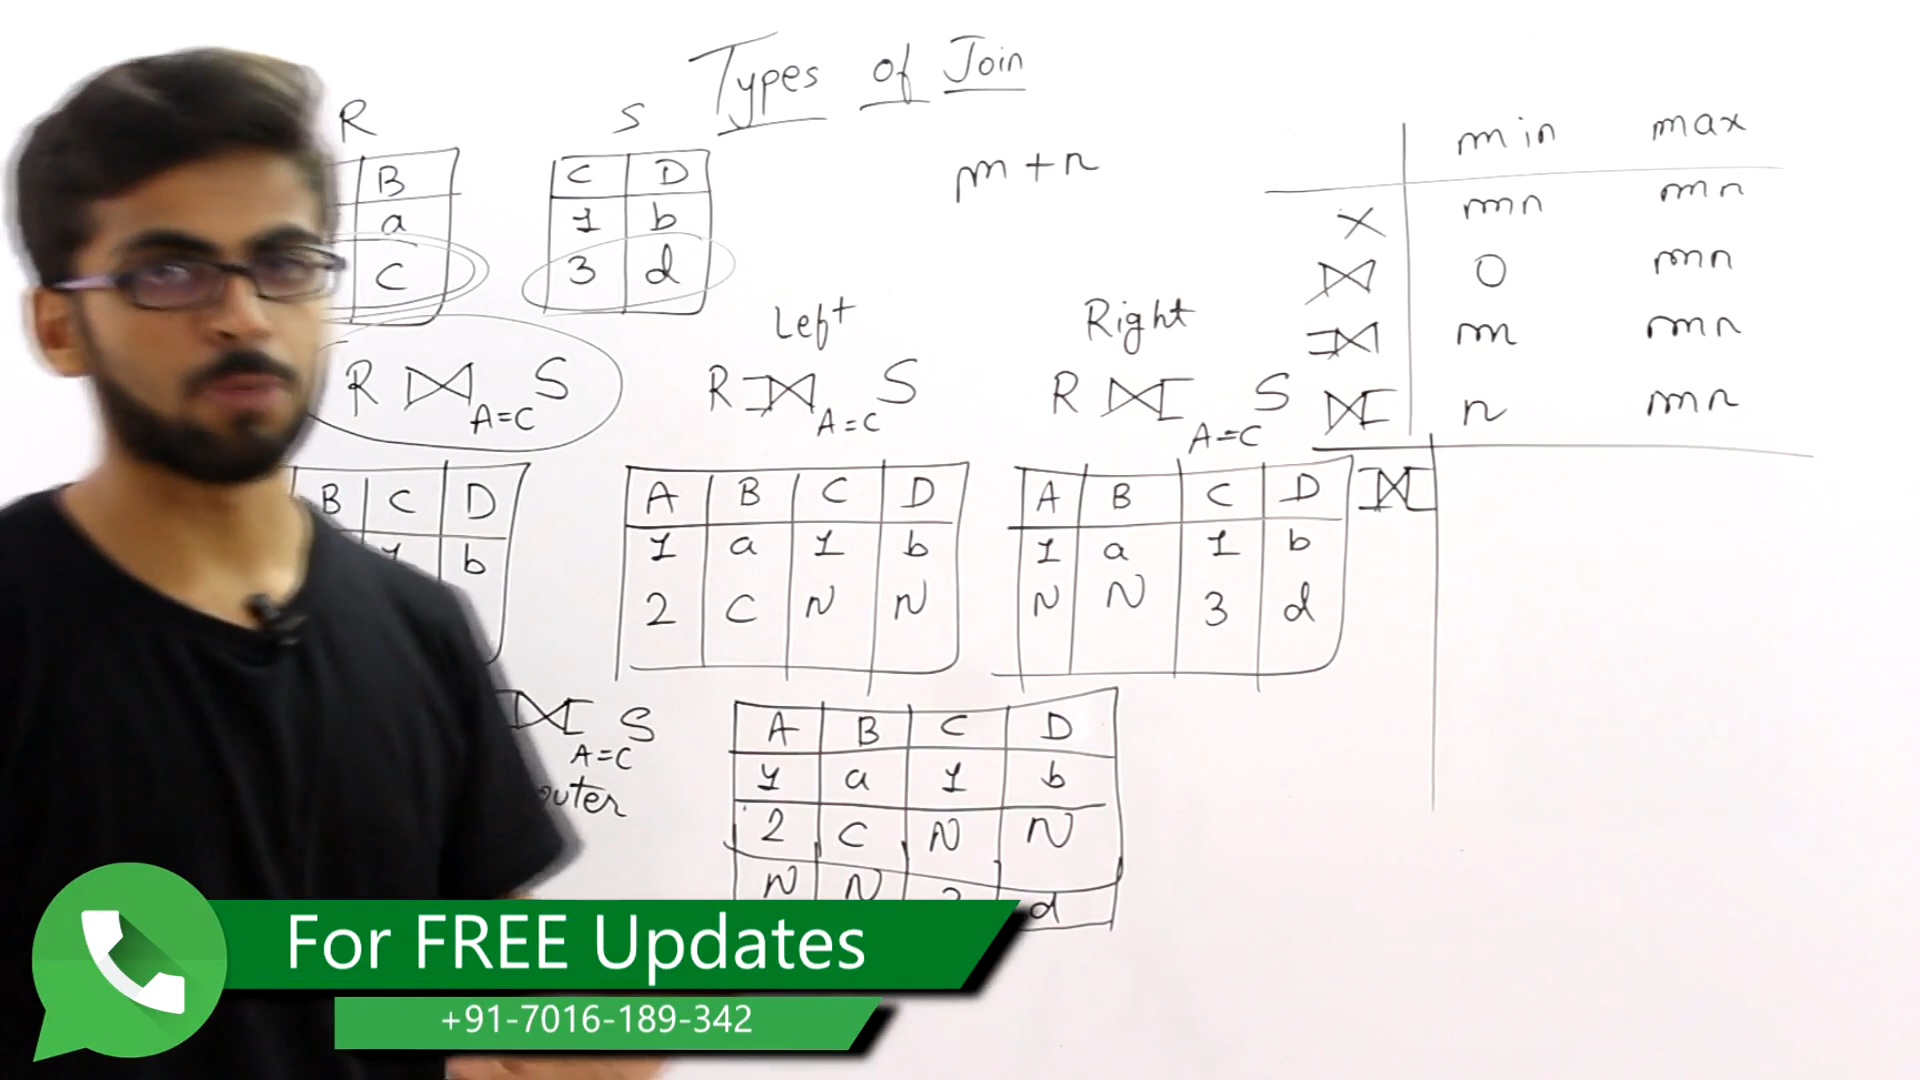 Types of Join
R
S
B
a
c
C D
1 b
3 d
m + n
min max
× mn mn
⋈ 0 mn
⟕ m mn
⟖ n mn
⟗
Left
Right
R ⋈ A=C S
R ⟕ A=C S
R ⟖ A=C S
B C D
b
A B C D
1 a 1 b
2 C N N
A B C D
1 a 1 b
N N 3 d
S
A=C
outer
A B C D
1 a 1 b
2 C N N
N N d
For FREE Updates
+91-7016-189-342